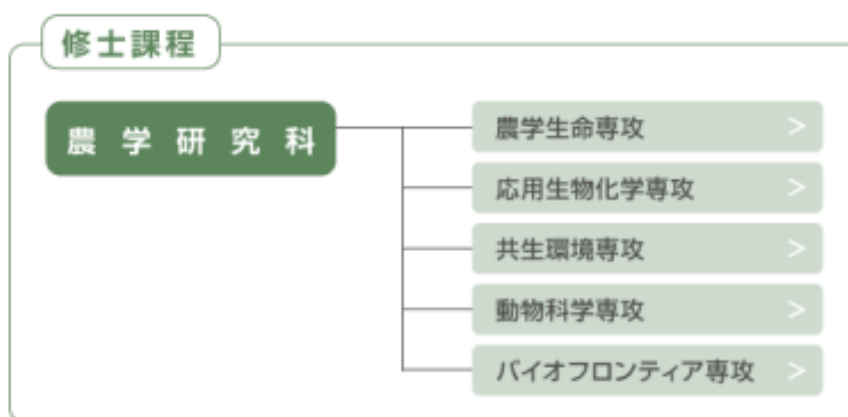 修士課程
農学研究科
農学生命専攻 >
応用生物化学専攻 >
共生環境専攻 >
動物科学専攻 >
バイオフロンティア専攻 >